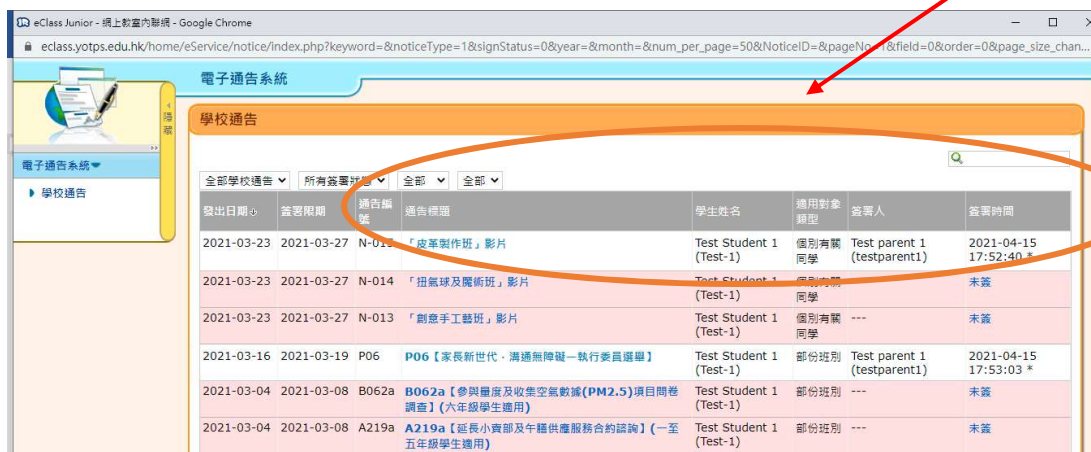 eClass Junior - 網上教室內聯網 - Google Chrome
eclass.yotps.edu.hk/home/eService/notice/index.php?keyword=&noticeType=1&signStatus=0&year=&month=&num_per_page=50&NoticeID=&pageNo=1&field=0&order=0&page_size_chan...
電子通告系統
隱藏
學校通告
電子通告系統
學校通告
全部學校通告 所有簽署狀態 全部 全部
發出日期 簽署限期 通告編號 通告標題 學生姓名 適用對象類型 簽署人 簽署時間
2021-03-23 2021-03-27 N-015 「皮革製作班」影片 Test Student 1 (Test-1) 個別有關同學 Test parent 1 (testparent1) 2021-04-15 17:52:40 *
2021-03-23 2021-03-27 N-014 「扭氣球及魔術班」影片 Test Student 1 (Test-1) 個別有關同學 --- 未簽
2021-03-23 2021-03-27 N-013 「創意手工藝班」影片 Test Student 1 (Test-1) 個別有關同學 --- 未簽
2021-03-16 2021-03-19 P06 P06【家長新世代．溝通無障礙—執行委員選舉】 Test Student 1 (Test-1) 部份班別 Test parent 1 (testparent1) 2021-04-15 17:53:03 *
2021-03-04 2021-03-08 B062a B062a【參與量度及收集空氣數據(PM2.5)項目問卷調查】(六年級學生適用) Test Student 1 (Test-1) 部份班別 --- 未簽
2021-03-04 2021-03-08 A219a A219a【延長小賣部及午膳供應服務合約諮詢】(一至五年級學生適用) Test Student 1 (Test-1) 部份班別 --- 未簽